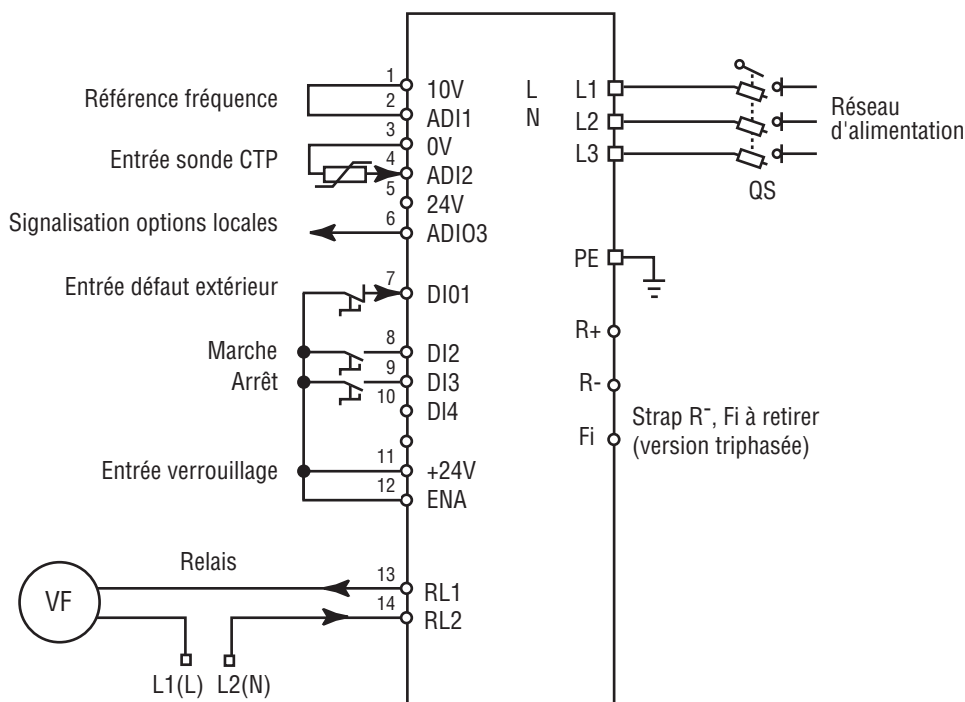 Référence fréquence
1
10V
2
ADI1
3
0V
Entrée sonde CTP
4
ADI2
5
24V
Signalisation options locales
6
ADIO3
Entrée défaut extérieur
7
DI01
Marche
8
DI2
Arrêt
9
DI3
10
DI4
Entrée verrouillage
11
+24V
12
ENA
Relais
13
RL1
14
RL2
VF
L1(L) L2(N)
L L1
N L2
L3
Réseau
d'alimentation
QS
PE
R+
R-
Fi
Strap R-, Fi à retirer
(version triphasée)